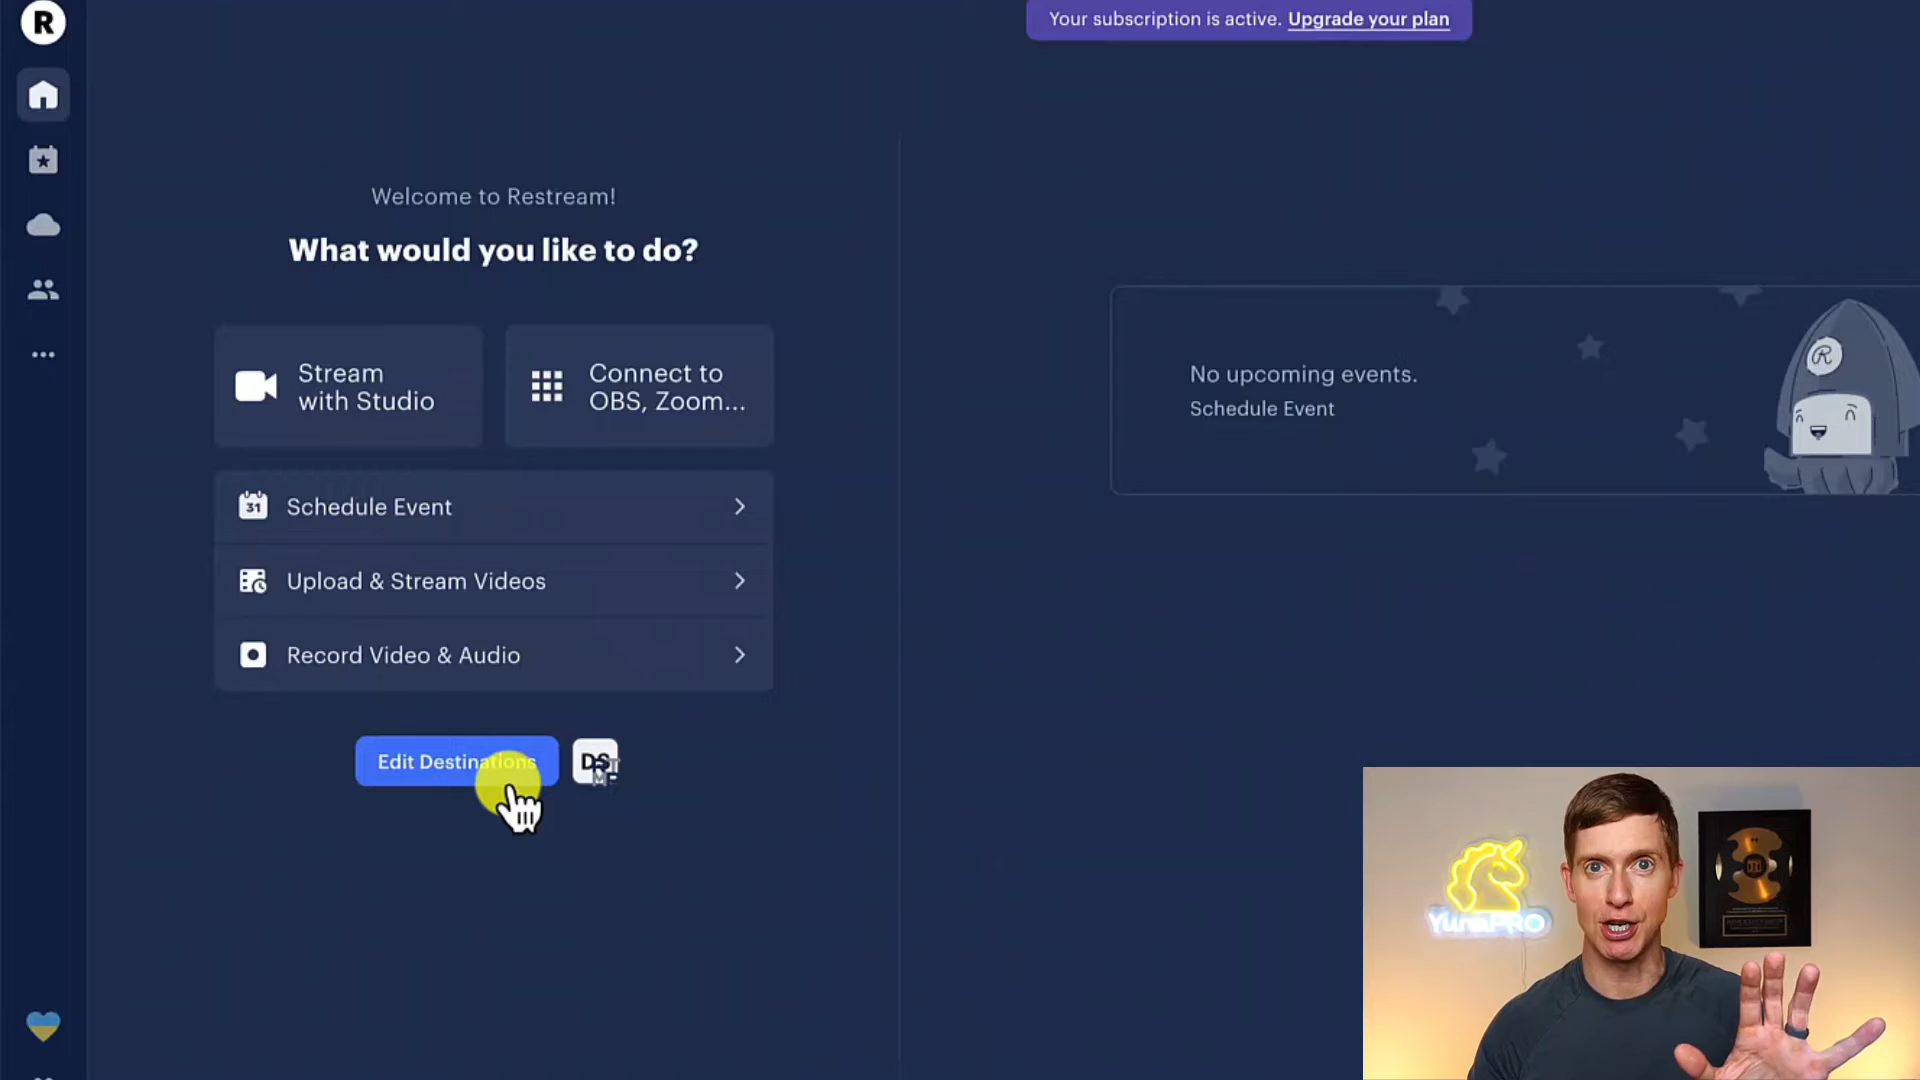 R
Your subscription is active. Upgrade your plan
Welcome to Restream!
What would you like to do?
Stream
with Studio
Connect to
OBS, Zoom...
31
Schedule Event
Upload & Stream Videos
Record Video & Audio
Edit Destinations
No upcoming events.
Schedule Event
R